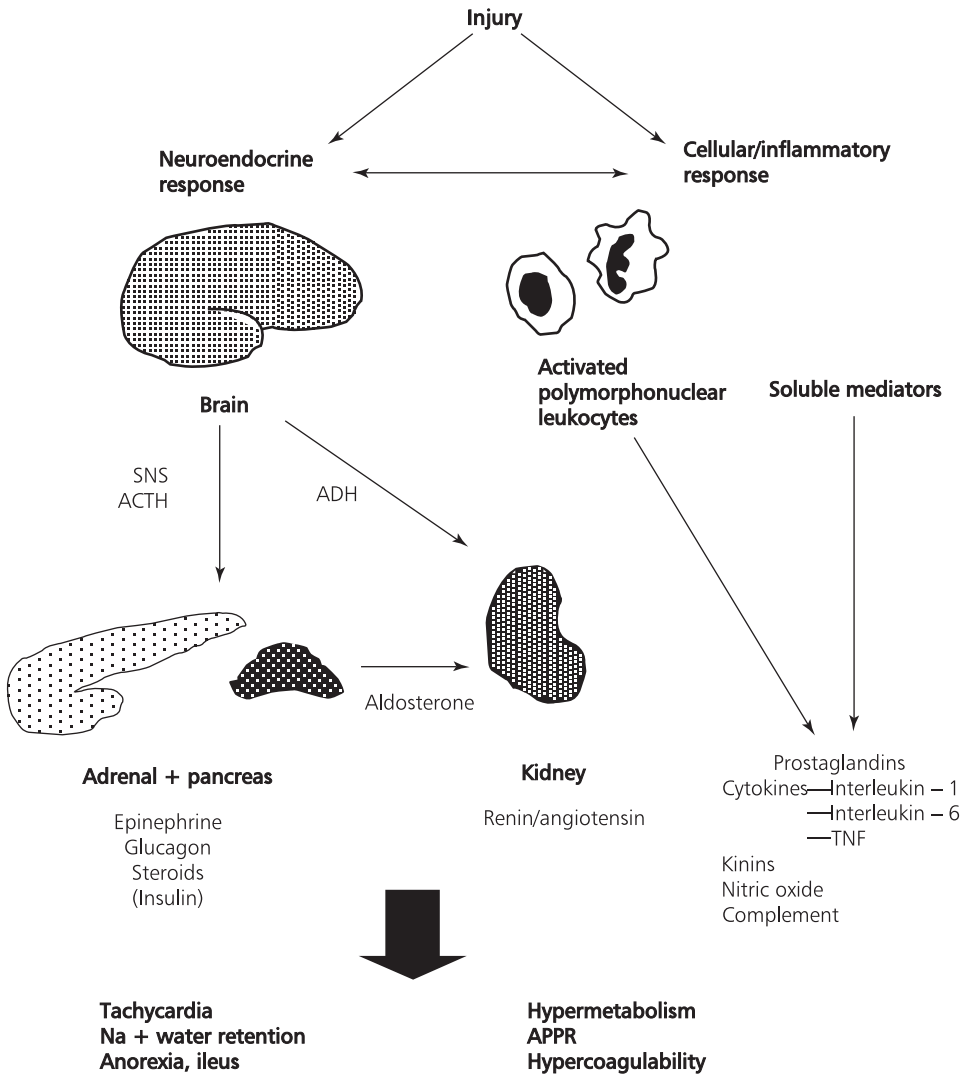 Injury
Neuroendocrine
response
Cellular/inflammatory
response
Brain
Activated
polymorphonuclear
leukocytes
Soluble mediators
SNS
ACTH
ADH
Aldosterone
Adrenal + pancreas
Epinephrine
Glucagon
Steroids
(Insulin)
Kidney
Renin/angiotensin
Prostaglandins
Cytokines Interleukin – 1
Interleukin – 6
TNF
Kinins
Nitric oxide
Complement
Tachycardia
Na + water retention
Anorexia, ileus
Hypermetabolism
APPR
Hypercoagulability